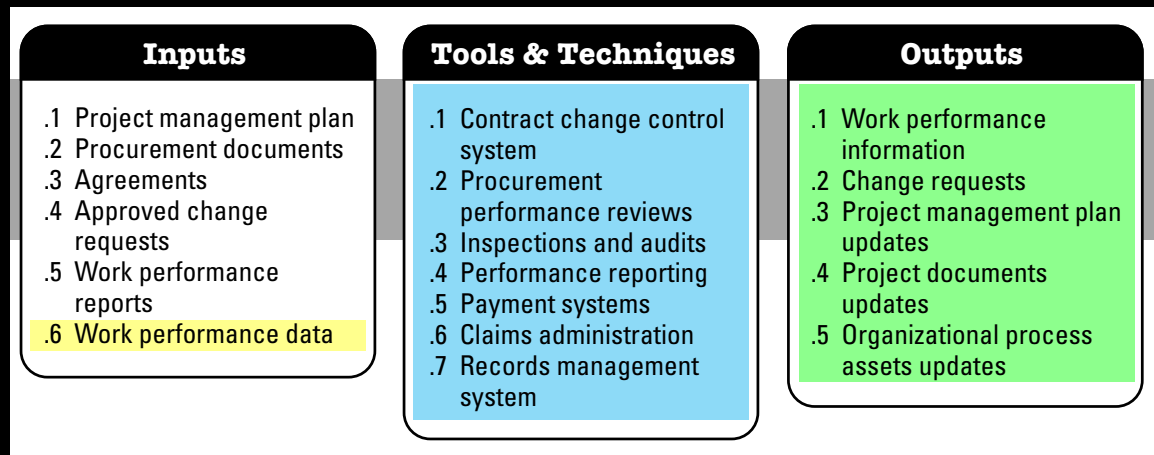 Inputs
.1 Project management plan
.2 Procurement documents
.3 Agreements
.4 Approved change
requests
.5 Work performance
reports
.6 Work performance data
Tools & Techniques
.1 Contract change control
system
.2 Procurement
performance reviews
.3 Inspections and audits
.4 Performance reporting
.5 Payment systems
.6 Claims administration
.7 Records management
system
Outputs
.1 Work performance
information
.2 Change requests
.3 Project management plan
updates
.4 Project documents
updates
.5 Organizational process
assets updates